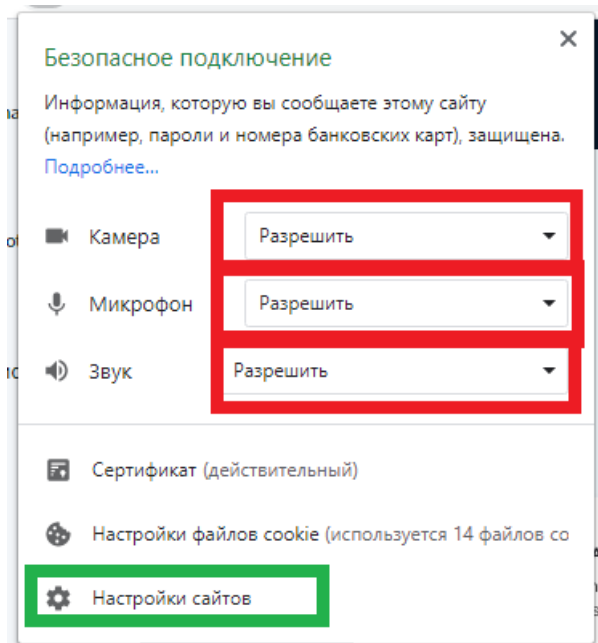 Безопасное подключение
Информация, которую вы сообщаете этому сайту
(например, пароли и номера банковских карт), защищена.
Подробнее...
Камера Разрешить
Микрофон Разрешить
Звук Разрешить
Сертификат (действительный)
Настройки файлов cookie (используется 14 файлов co
Настройки сайтов